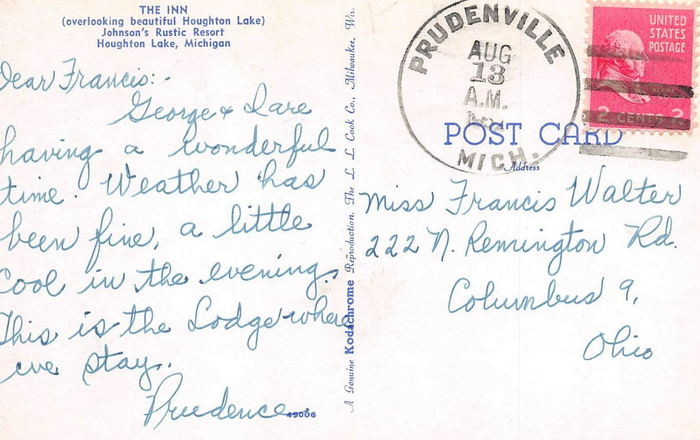 THE INN
(overlooking beautiful Houghton Lake)
Johnson's Rustic Resort
Houghton Lake, Michigan
Dear Francis:-
George & I are
having a wonderful
time. Weather has
been fine, a little
Cool in the evening.
This is the Lodge where
we stay.
Prudence
49006
A Genuine Kodachrome Reproduction, The L. L. Cook Co., Milwaukee, Wis.
PRUDENVILLE
AUG
13
A.M.
MICH.
UNITED
STATES
POSTAGE
2 CENTS 2
POST CARD
Address
Miss Francis Walter
222 N. Remington Rd.
Columbus 9,
Ohio